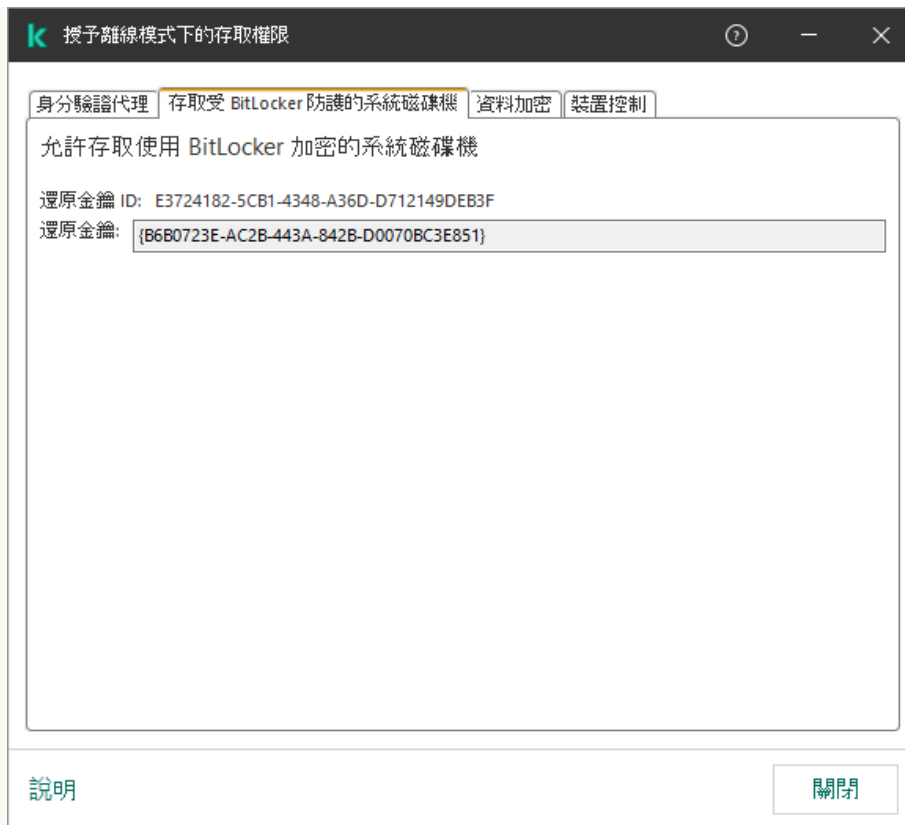 授予離線模式下的存取權限
身分驗證代理 存取受 BitLocker 防護的系統磁碟機 資料加密 裝置控制
允許存取使用 BitLocker 加密的系統磁碟機
還原金鑰 ID: E3724182-5CB1-4348-A36D-D712149DEB3F
還原金鑰: {B6B0723E-AC2B-443A-842B-D0070BC3E851}
說明 關閉